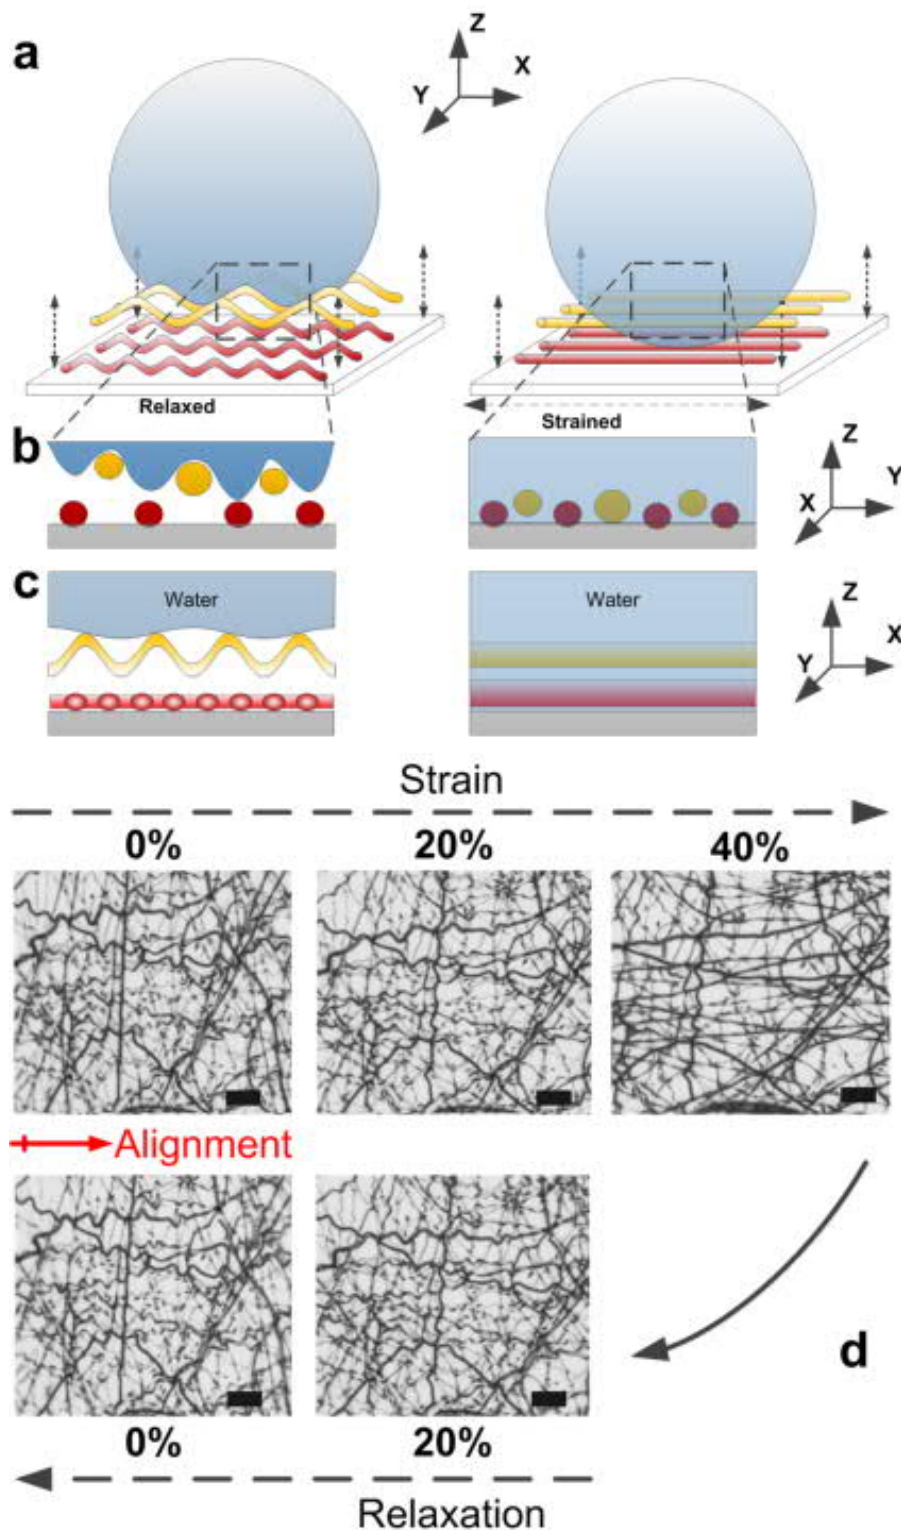 a
Z
X
Y
Relaxed
Strained
b
Z
Y
X
c
Water
Water
Z
X
Y
Strain
0%
20%
40%
Alignment
d
0%
20%
Relaxation